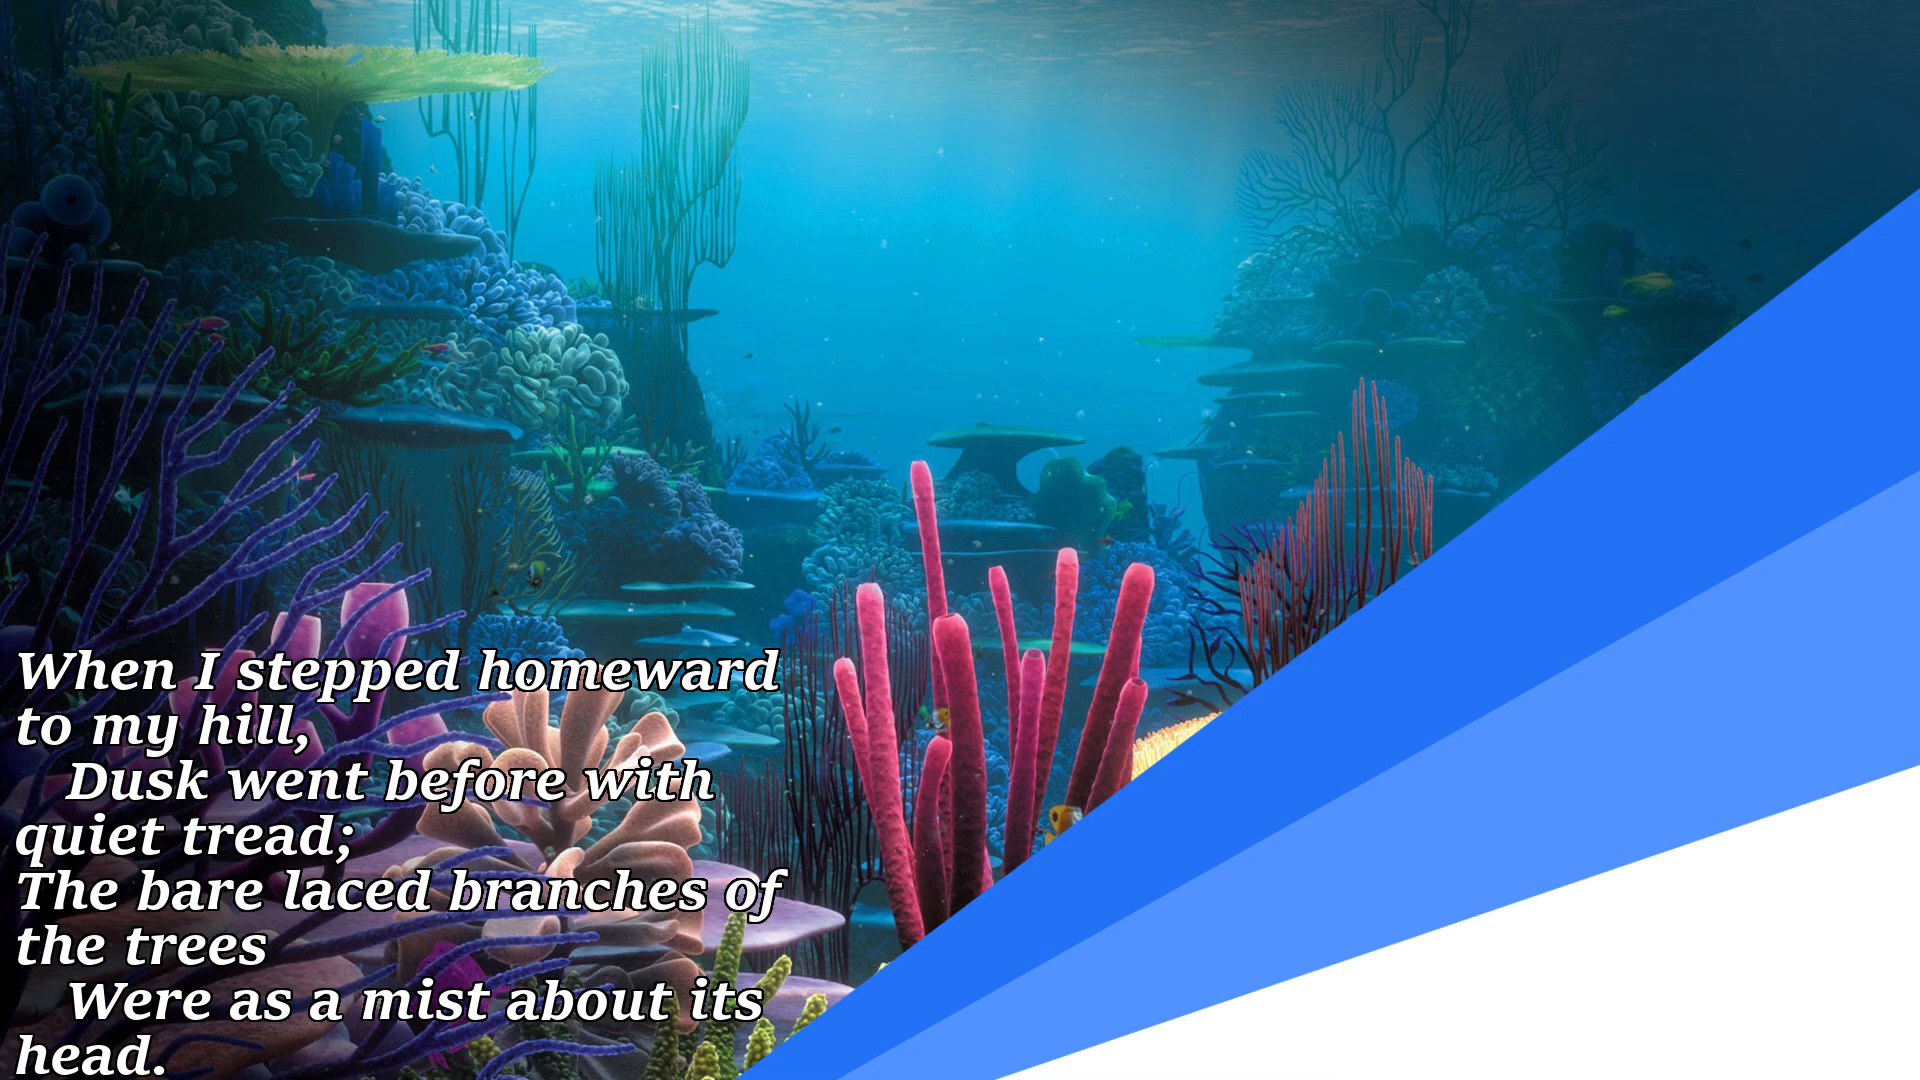 When I stepped homeward
to my hill,
Dusk went before with
quiet tread;
The bare laced branches of
the trees
Were as a mist about its
head.